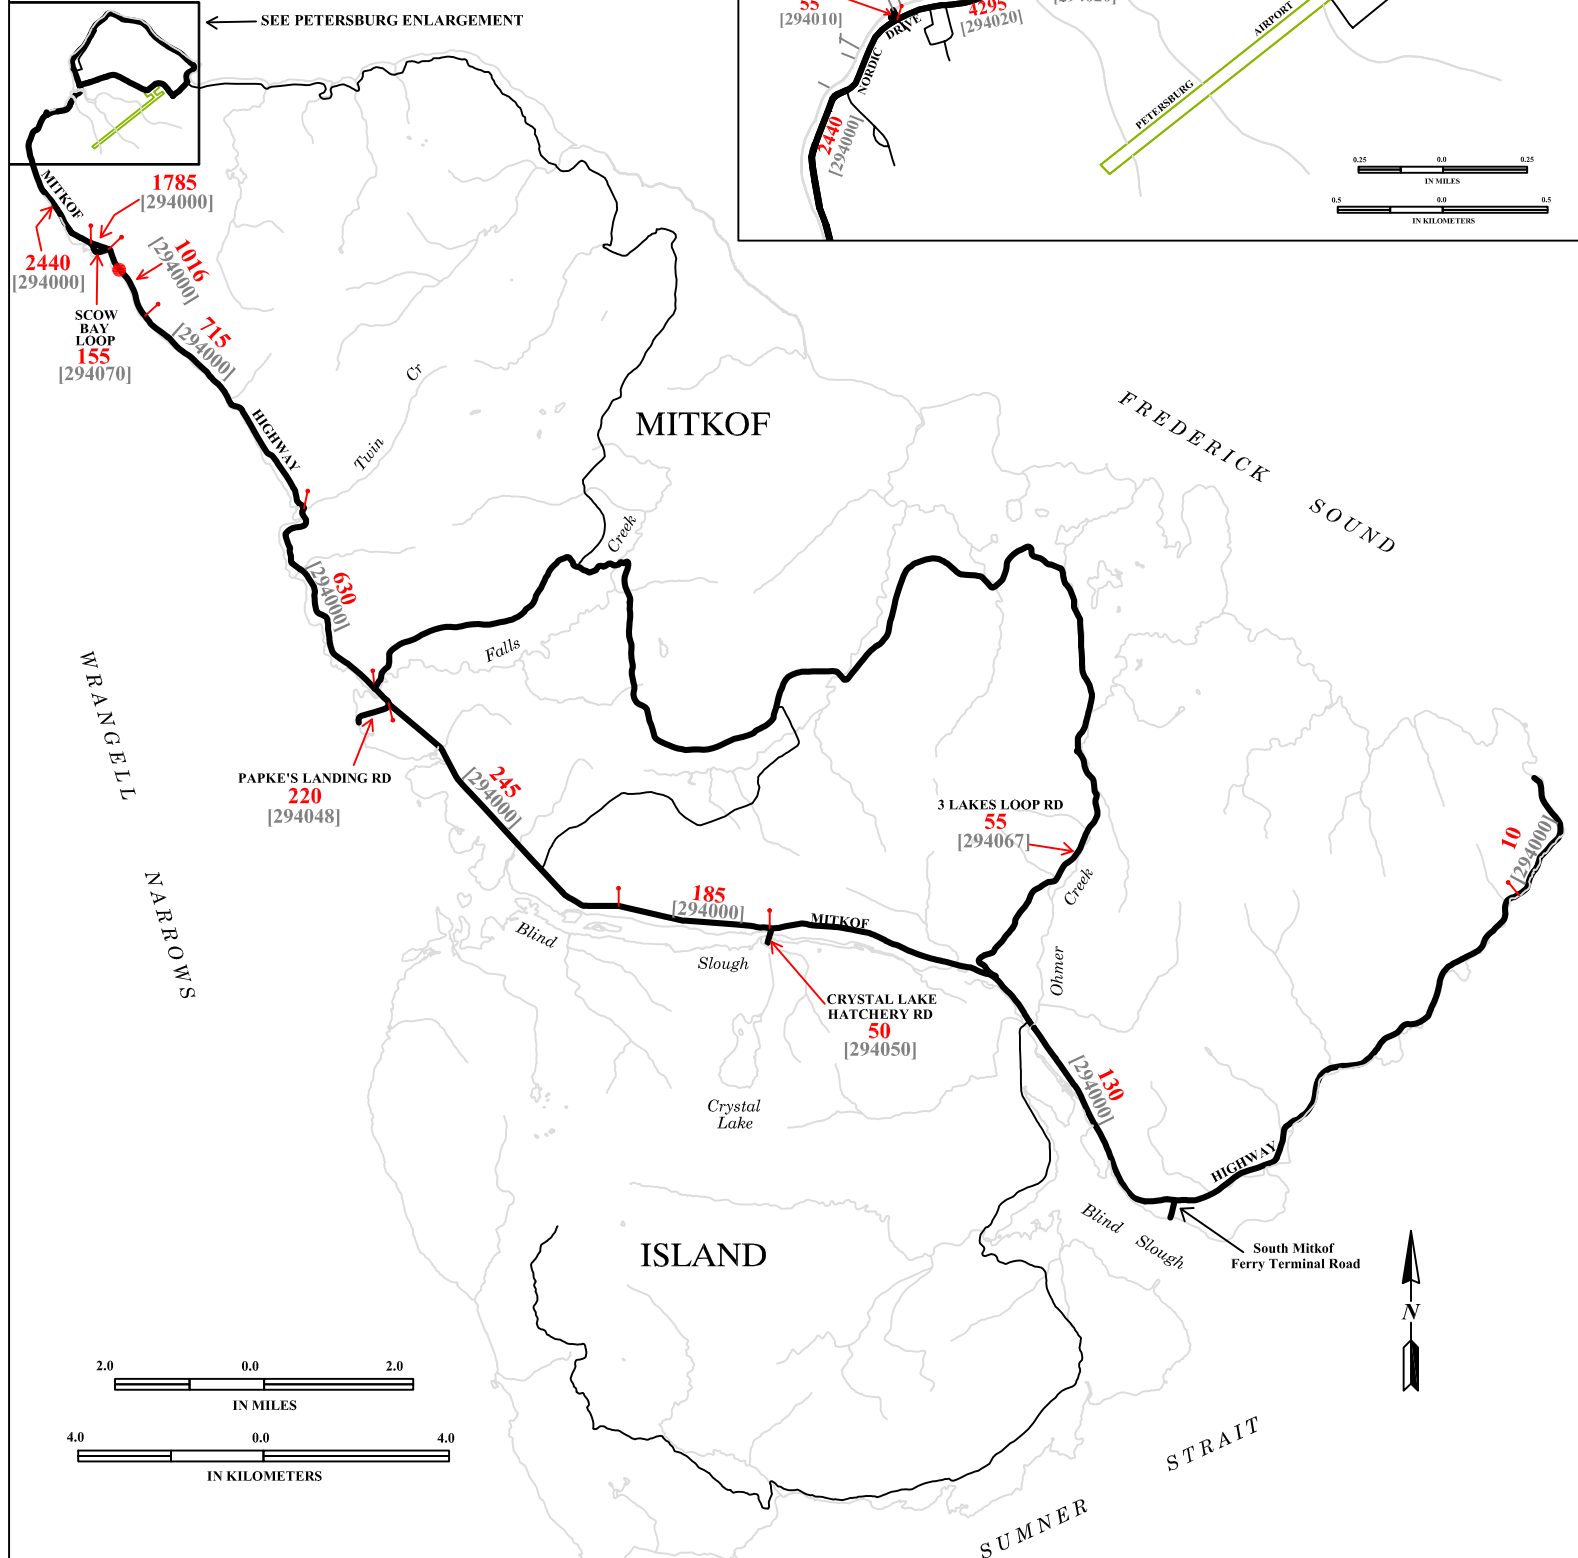 SEE PETERSBURG ENLARGEMENT
55
[294010]
4295
[294020]
NORDIC DRIVE
2440
[294000]
PETERSBURG AIRPORT
0.25 0.0 0.25
IN MILES
0.5 0.0 0.5
IN KILOMETERS
MITKOF
1785
[294000]
2440
[294000]
1016
[294000]
SCOW
BAY
LOOP
155
[294070]
715
[294000]
HIGHWAY
Twin Cr
MITKOF
FREDERICK SOUND
Creek
630
[294000]
Falls
WRANGELL
NARROWS
PAPKE'S LANDING RD
220
[294048]
245
[294000]
3 LAKES LOOP RD
55
[294067]
10
[294000]
185
[294000]
MITKOF
Creek
Ohmer
Blind
Slough
CRYSTAL LAKE
HATCHERY RD
50
[294050]
130
[294000]
Crystal
Lake
HIGHWAY
Blind Slough
South Mitkof
Ferry Terminal Road
ISLAND
N
2.0 0.0 2.0
IN MILES
4.0 0.0 4.0
IN KILOMETERS
SUMNER STRAIT